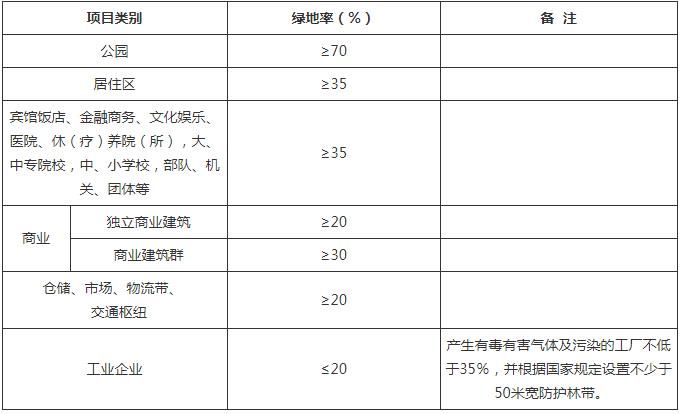 项目类别 绿地率（%） 备 注
公园 ≥70
居住区 ≥35
宾馆饭店、金融商务、文化娱乐、
医院、休（疗）养院（所），大、
中专院校，中、小学校，部队、机
关、团体等
≥35
商业
独立商业建筑 ≥20
商业建筑群 ≥30
仓储、市场、物流带、
交通枢纽
≥20
工业企业 ≤20
产生有毒有害气体及污染的工厂不低
于35%，并根据国家规定设置不少于
50米宽防护林带。